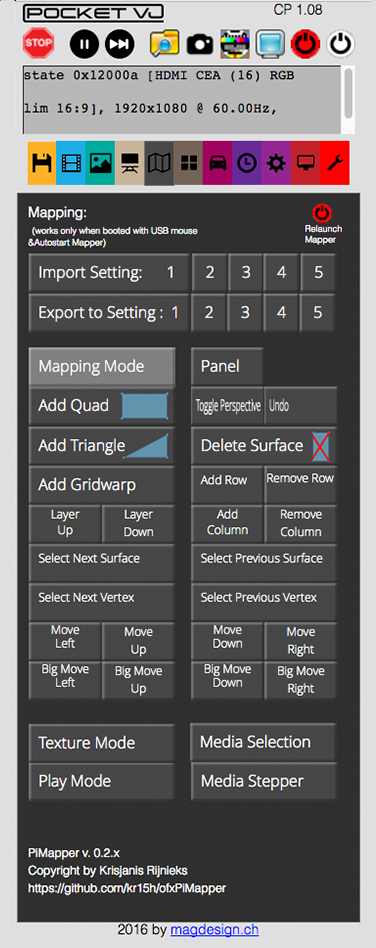 POCKET VJ
CP 1.08
STOP
state 0x12000a [HDMI CEA (16) RGB
lim 16:9], 1920x1080 @ 60.00Hz,
Mapping:
(works only when booted with USB mouse
&Autostart Mapper)
Relaunch
Mapper
Import Setting: 1 2 3 4 5
Export to Setting : 1 2 3 4 5
Mapping Mode
Panel
Add Quad
Toggle Perspective
Undo
Add Triangle
Delete Surface
Add Gridwarp
Add Row
Remove Row
Layer
Up
Layer
Down
Add
Column
Remove
Column
Select Next Surface
Select Previous Surface
Select Next Vertex
Select Previous Vertex
Move
Left
Move
Up
Move
Down
Move
Right
Big Move
Left
Big Move
Up
Big Move
Down
Big Move
Right
Texture Mode
Media Selection
Play Mode
Media Stepper
PiMapper v. 0.2.x
Copyright by Krisjanis Rijnieks
https://github.com/kr15h/ofxPiMapper
2016 by magdesign.ch